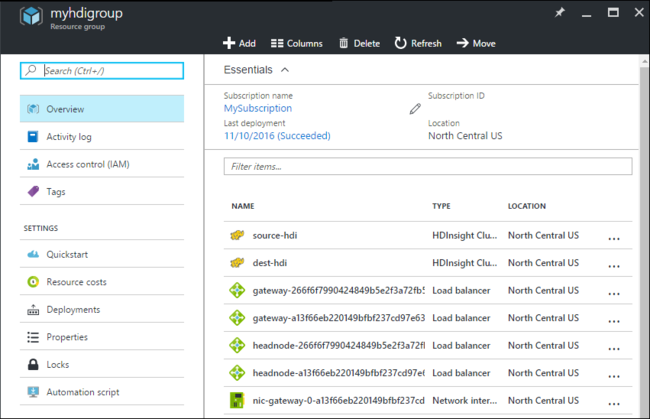 myhdigroup
Resource group
Add Columns Delete Refresh Move
Search (Ctrl+/)
Overview
Activity log
Access control (IAM)
Tags
SETTINGS
Quickstart
Resource costs
Deployments
Properties
Locks
Automation script
Essentials
Subscription name Subscription ID
MySubscription
Last deployment Location
11/10/2016 (Succeeded) North Central US
Filter items...
NAME TYPE LOCATION
source-hdi HDInsight Clu... North Central US ...
dest-hdi HDInsight Clu... North Central US ...
gateway-266f6f7990424849b5e2f3a72fb5 Load balancer North Central US ...
gateway-a13f66eb220149bfbf237cd97e63 Load balancer North Central US ...
headnode-266f6f7990424849b5e2f3a72fl Load balancer North Central US ...
headnode-a13f66eb220149bfbf237cd97e6 Load balancer North Central US ...
nic-gateway-0-a13f66eb220149bfbf237cd Network inter... North Central US ...